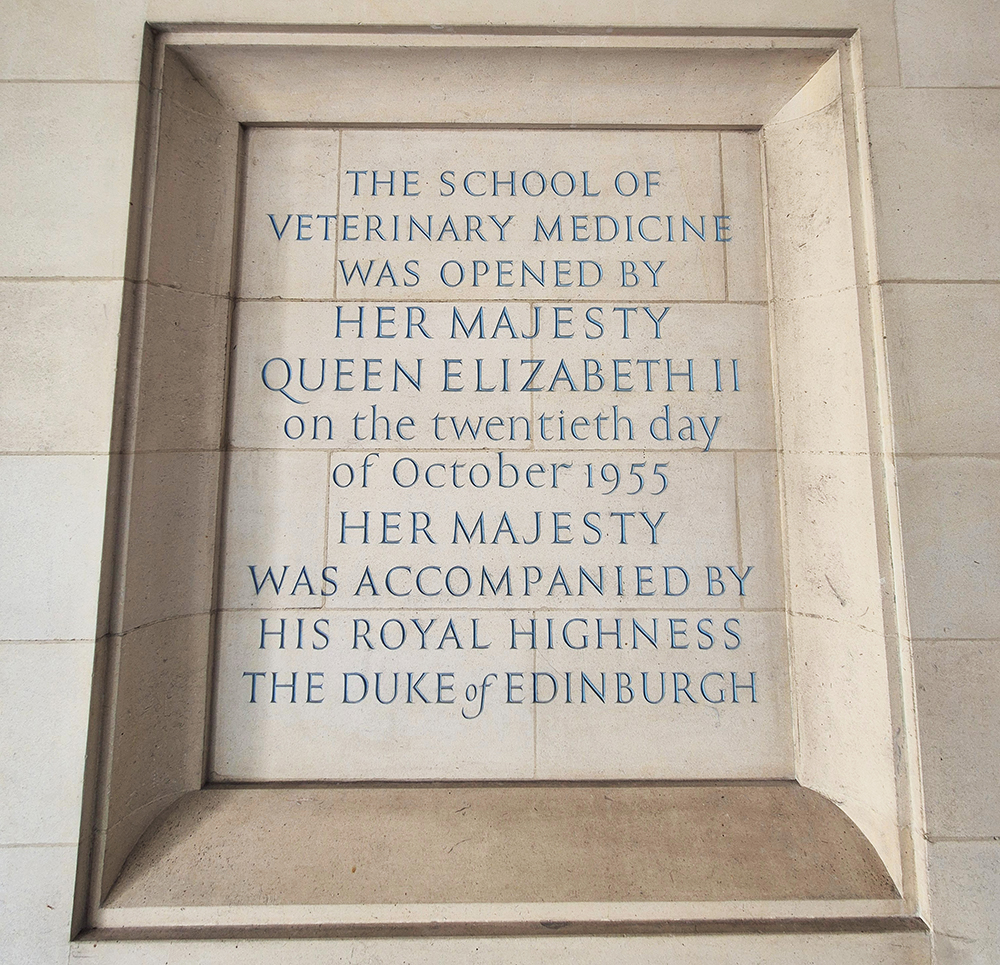 THE SCHOOL OF
VETERINARY MEDICINE
WAS OPENED BY
HER MAJESTY
QUEEN ELIZABETH II
on the twentieth day
of October 1955
HER MAJESTY
WAS ACCOMPANIED BY
HIS ROYAL HIGHNESS
THE DUKE of EDINBURGH